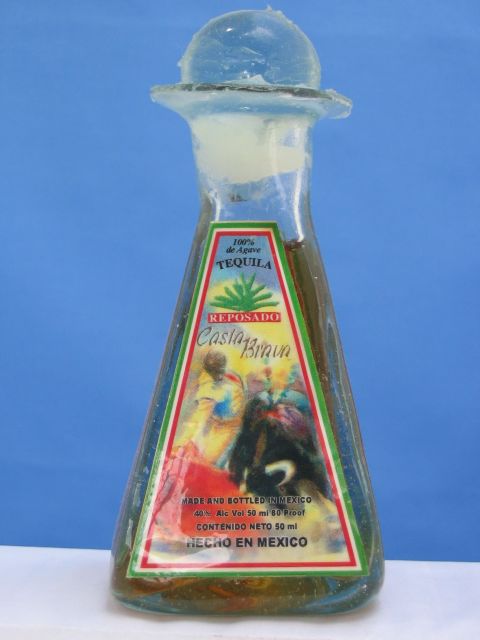 100%
de Agave
TEQUILA
REPOSADO
Casta
Brava
MADE AND BOTTLED IN MEXICO
40% Alc Vol 50 ml 80 Proof
CONTENIDO NETO 50 ml
HECHO EN MEXICO